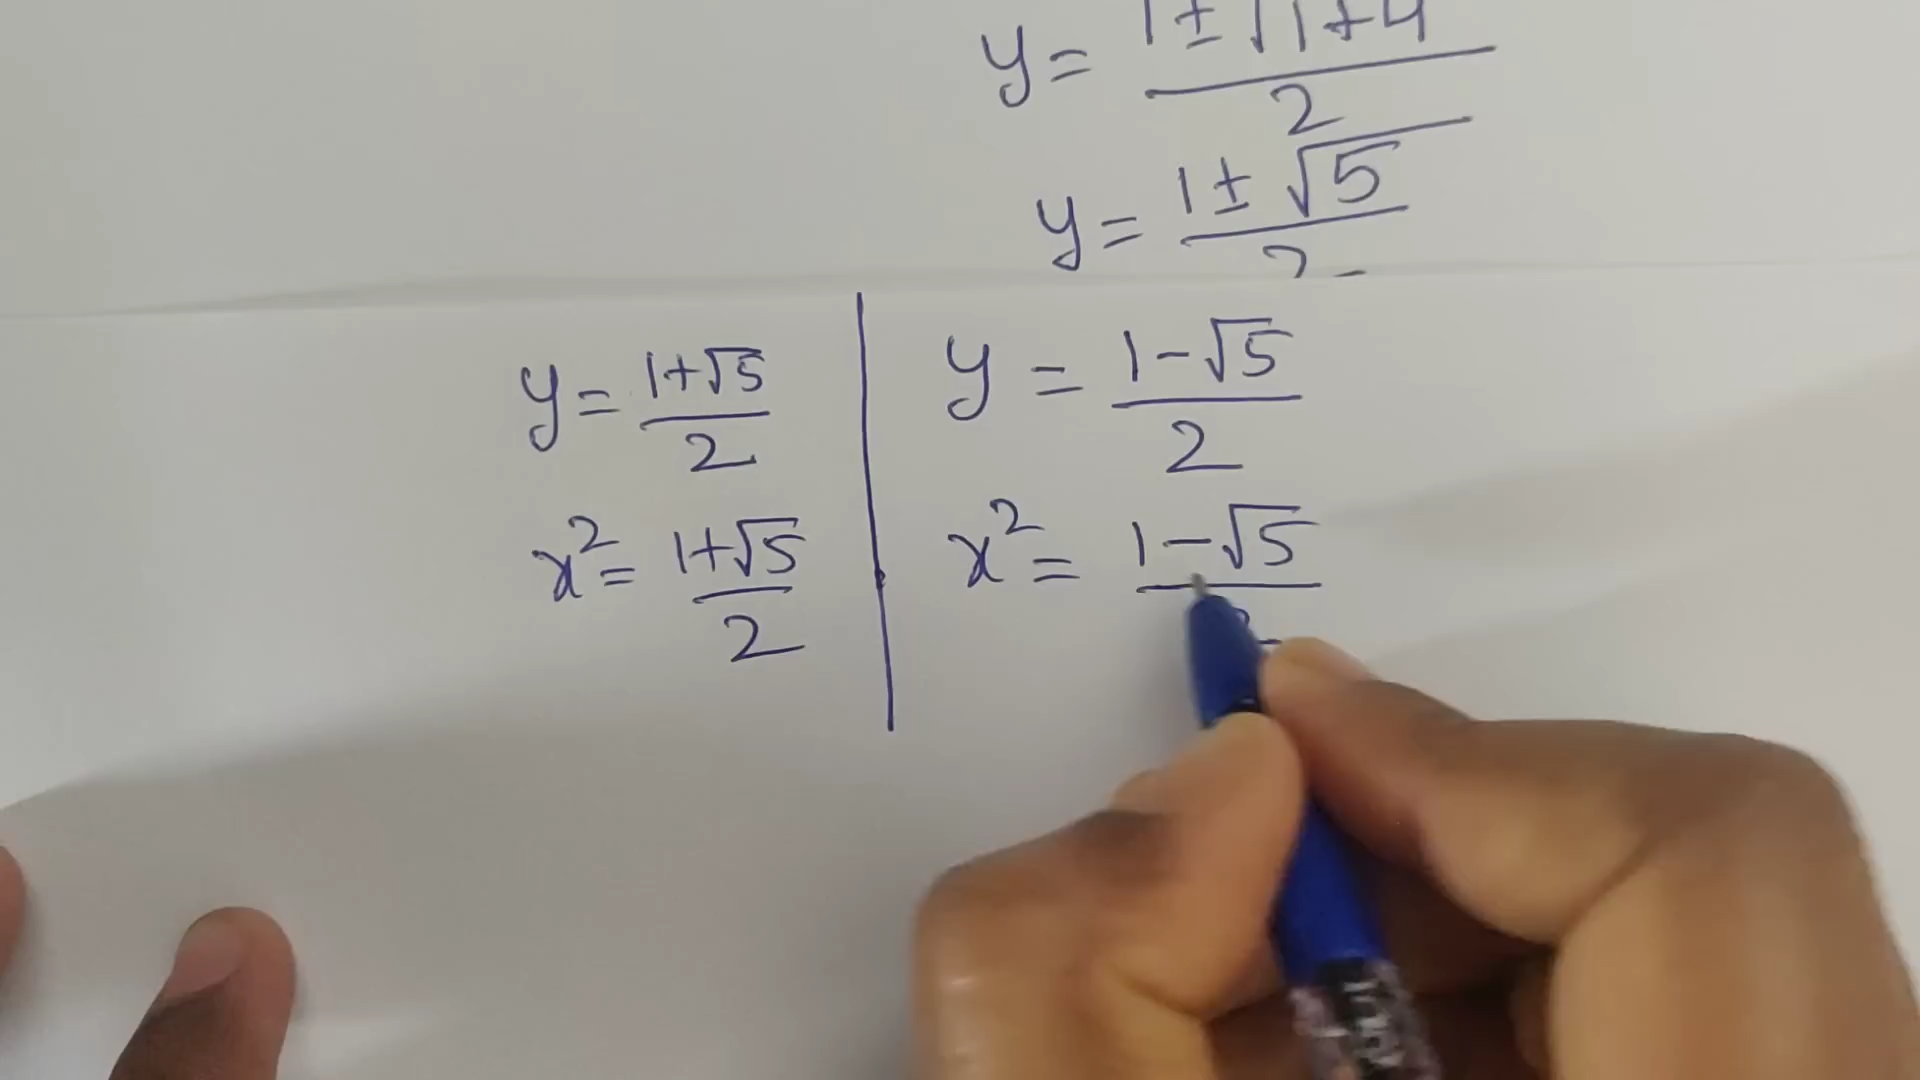 y = (1 ± √(1+4))/2
y = (1 ± √5)/2
y = (1+√5)/2
x² = (1+√5)/2
y = (1-√5)/2
x² = (1-√5)/2